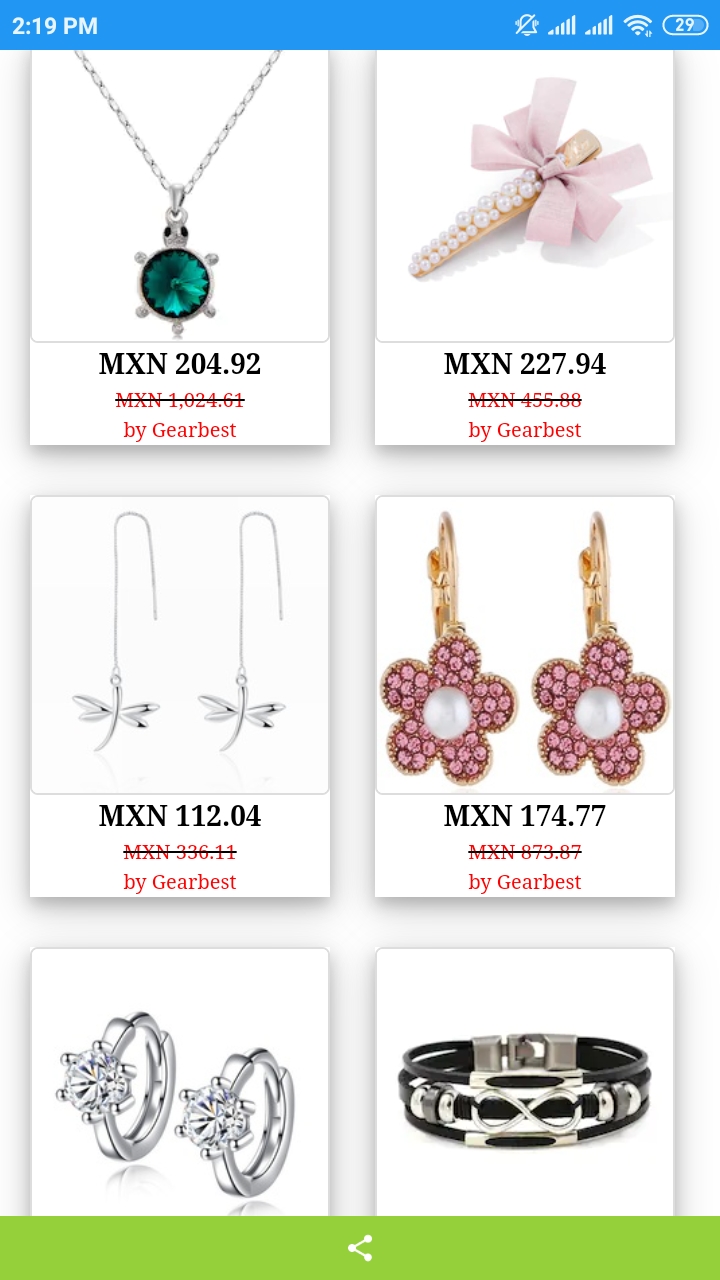 2:19 PM
29
MXN 204.92
MXN 1,024.61
by Gearbest
MXN 227.94
MXN 455.88
by Gearbest
MXN 112.04
MXN 336.11
by Gearbest
MXN 174.77
MXN 873.87
by Gearbest